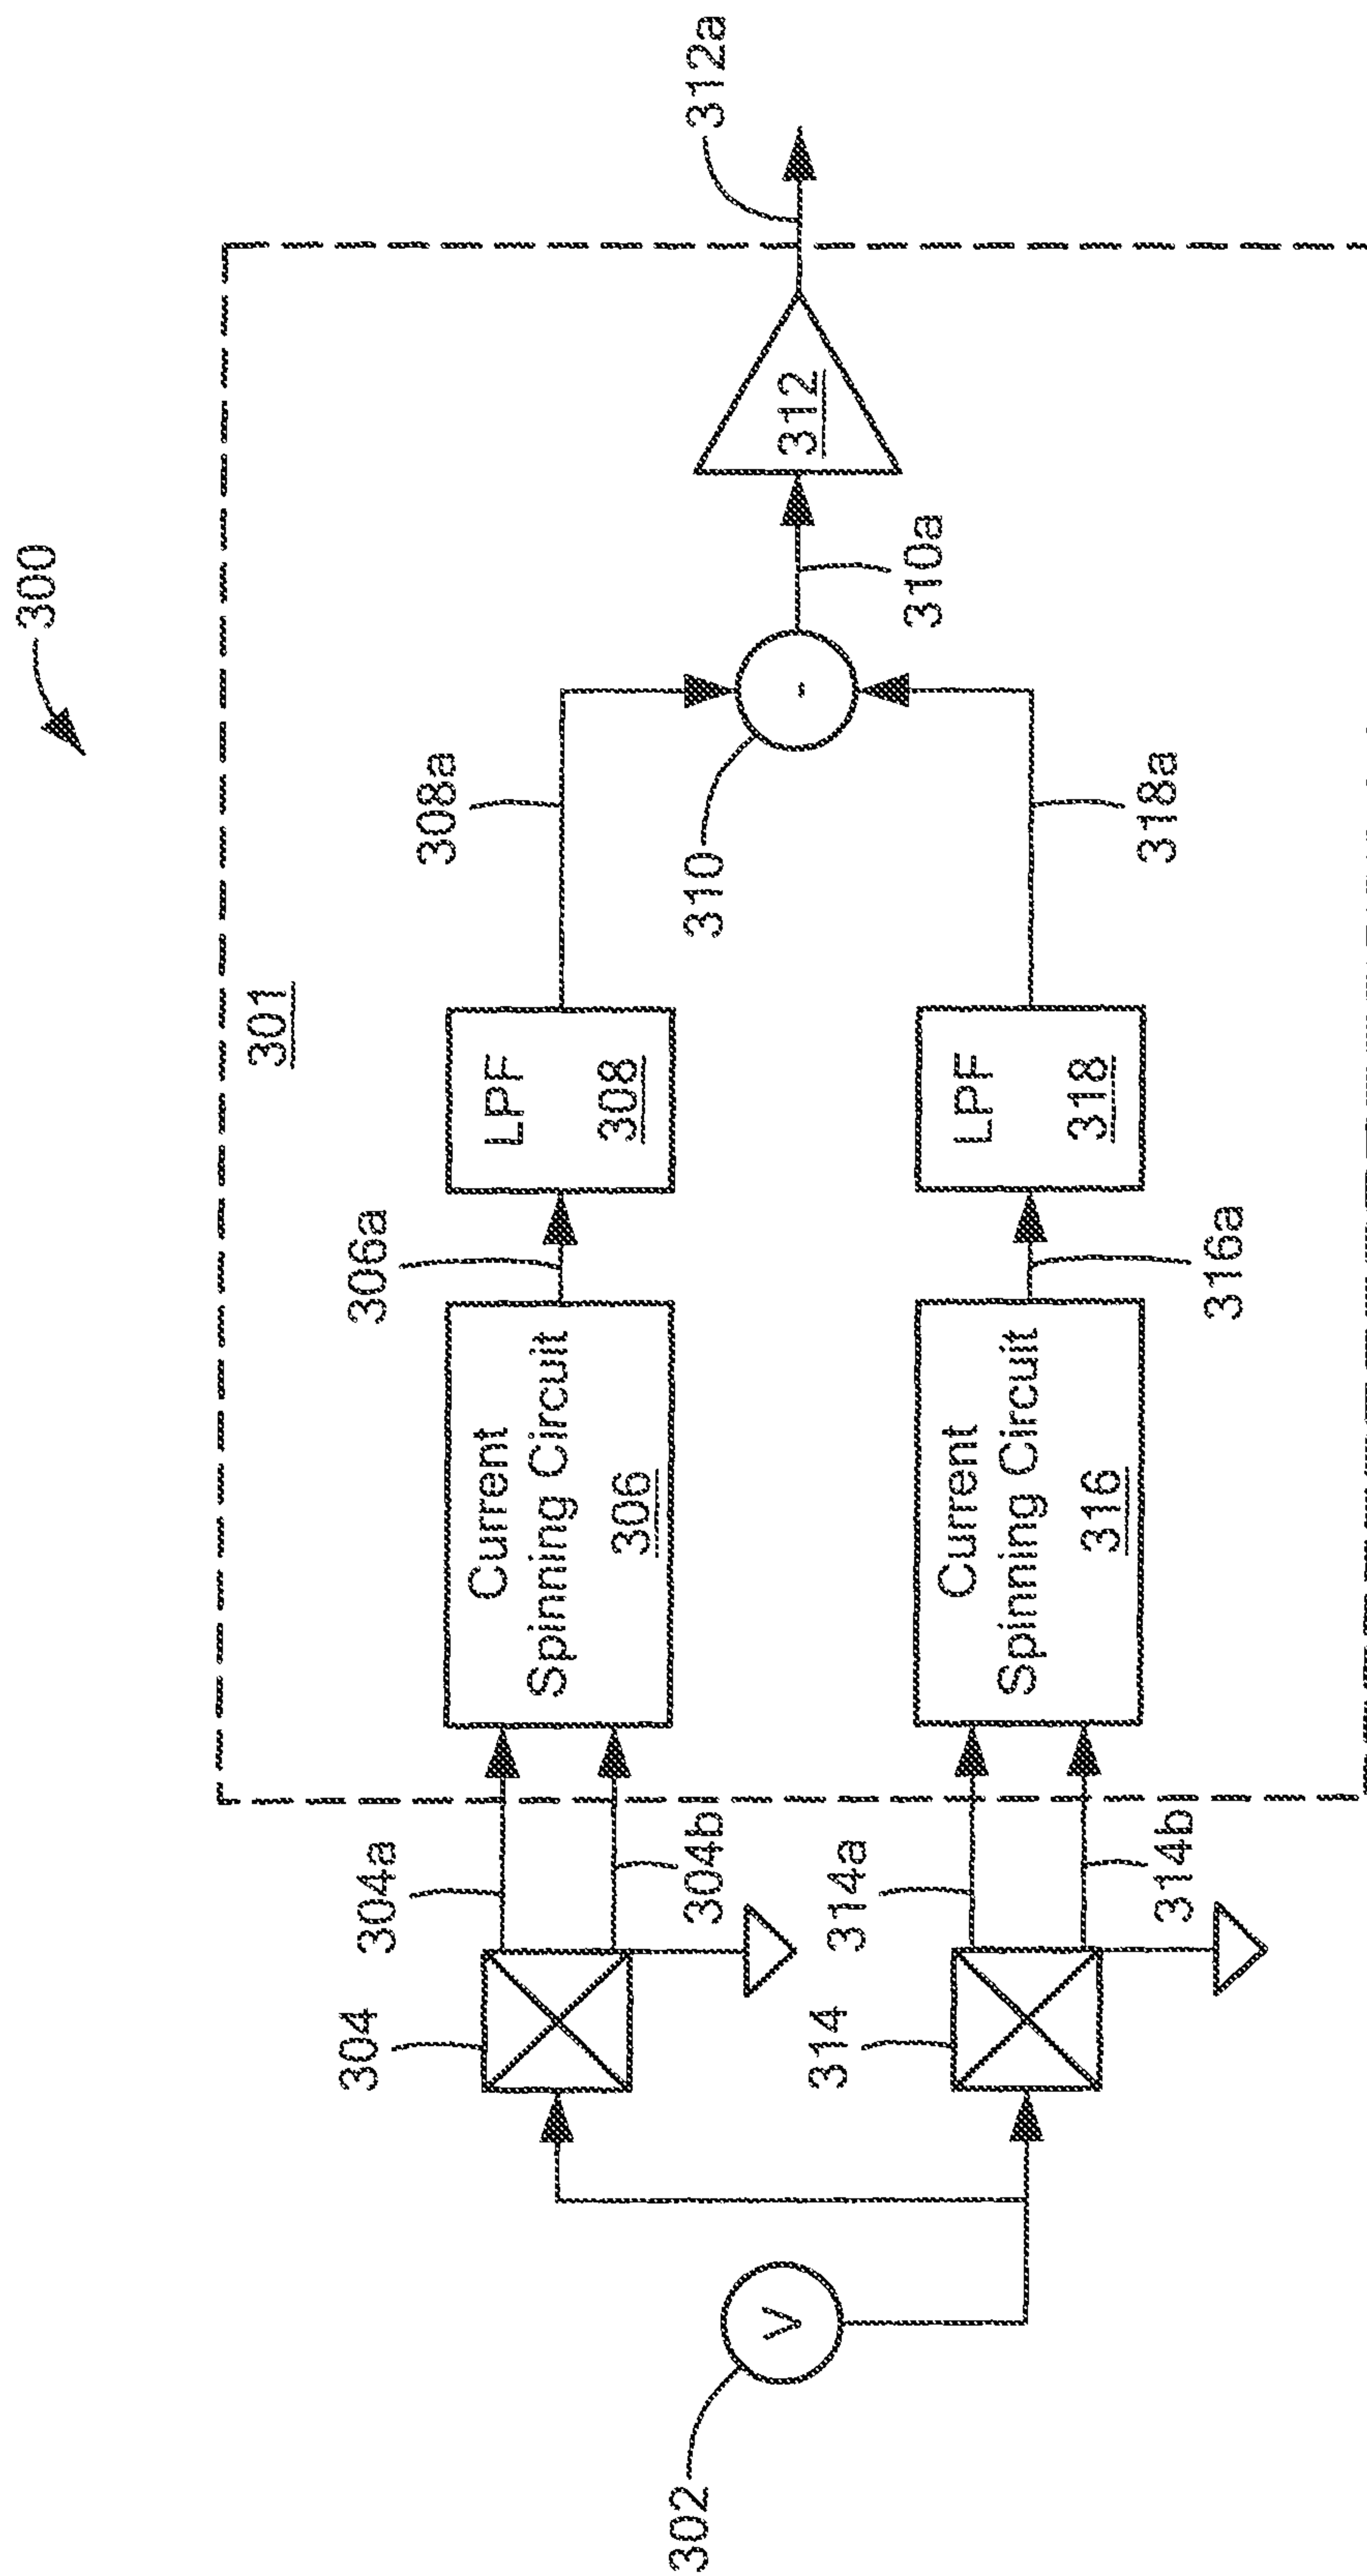 300
301
312a
312
310a
310
308a
318a
LPF
308
LPF
318
306a
316a
Current
Spinning Circuit
306
Current
Spinning Circuit
316
304a
304b
314a
314b
304
314
V
302
-